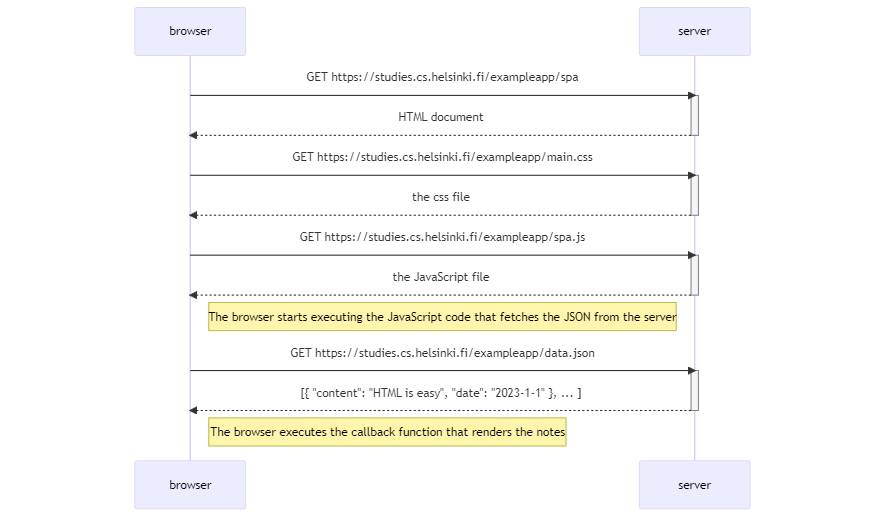 browser
server
GET https://studies.cs.helsinki.fi/exampleapp/spa
HTML document
GET https://studies.cs.helsinki.fi/exampleapp/main.css
the css file
GET https://studies.cs.helsinki.fi/exampleapp/spa.js
the JavaScript file
The browser starts executing the JavaScript code that fetches the JSON from the server
GET https://studies.cs.helsinki.fi/exampleapp/data.json
[{ "content": "HTML is easy", "date": "2023-1-1" }, ... ]
The browser executes the callback function that renders the notes
browser
server